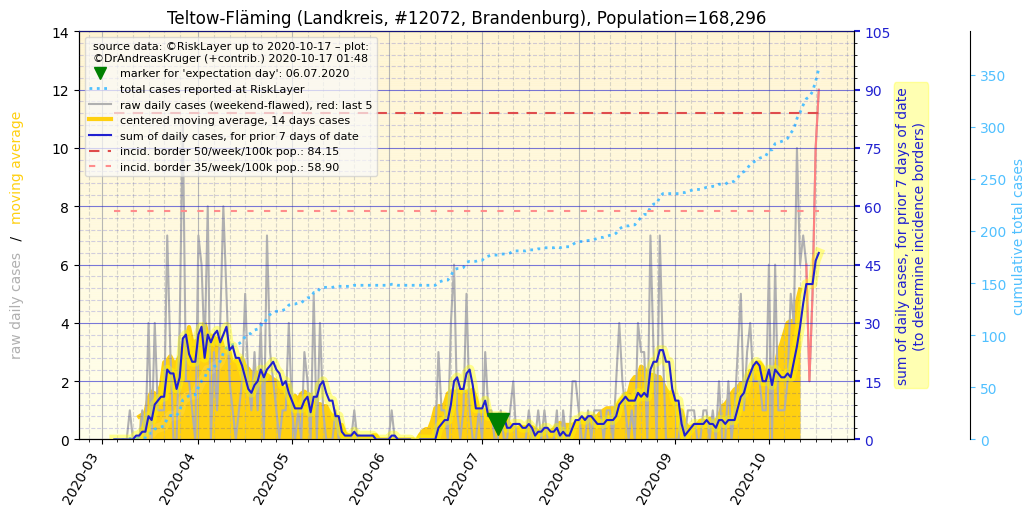 Teltow-Fläming (Landkreis, #12072, Brandenburg), Population=168,296
source data: ©RiskLayer up to 2020-10-17 – plot:
©DrAndreasKruger (+contrib.) 2020-10-17 01:48
marker for 'expectation day': 06.07.2020
total cases reported at RiskLayer
raw daily cases (weekend-flawed), red: last 5
centered moving average, 14 days cases
sum of daily cases, for prior 7 days of date
incid. border 50/week/100k pop.: 84.15
incid. border 35/week/100k pop.: 58.90
raw daily cases / moving average
14
12
10
8
6
4
2
0
2020-03
2020-04
2020-05
2020-06
2020-07
2020-08
2020-09
2020-10
105
90
75
60
45
30
15
0
sum of daily cases, for prior 7 days of date
(to determine incidence borders)
350
300
250
200
150
100
50
0
cumulative total cases